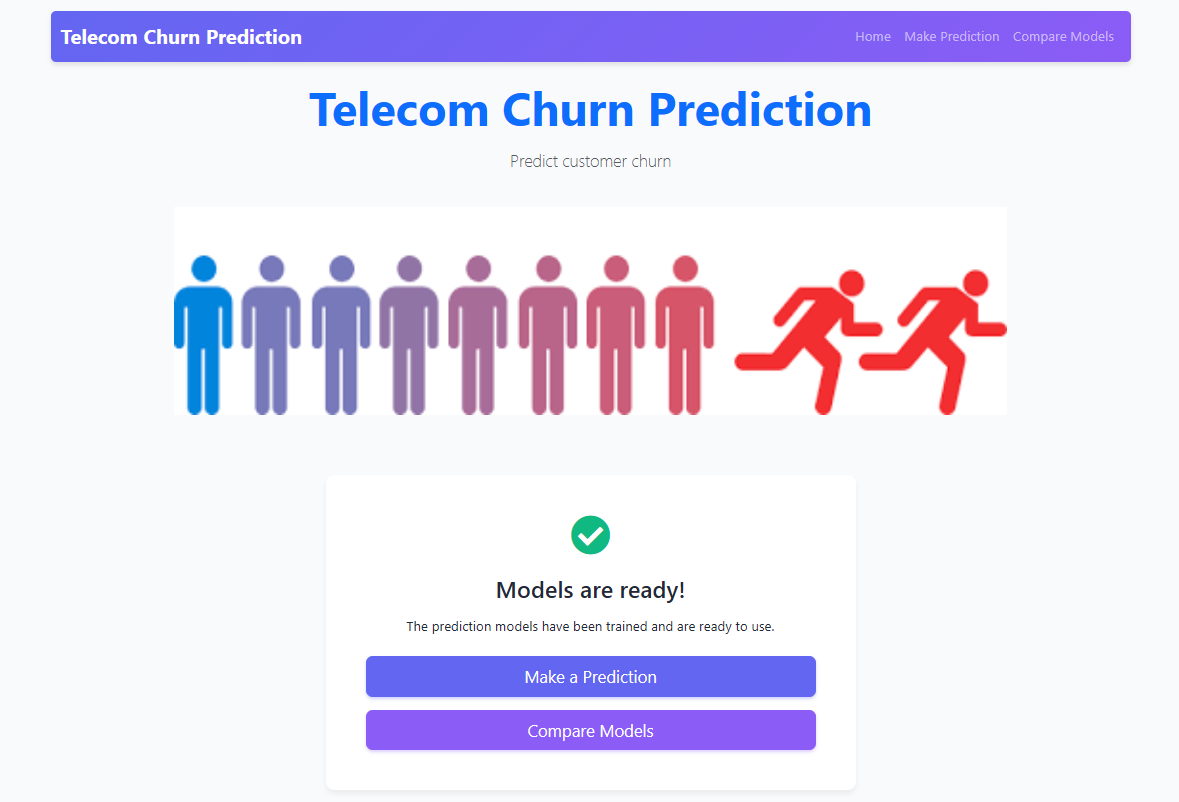 Telecom Churn Prediction
Home Make Prediction Compare Models
Telecom Churn Prediction
Predict customer churn
Models are ready!
The prediction models have been trained and are ready to use.
Make a Prediction
Compare Models